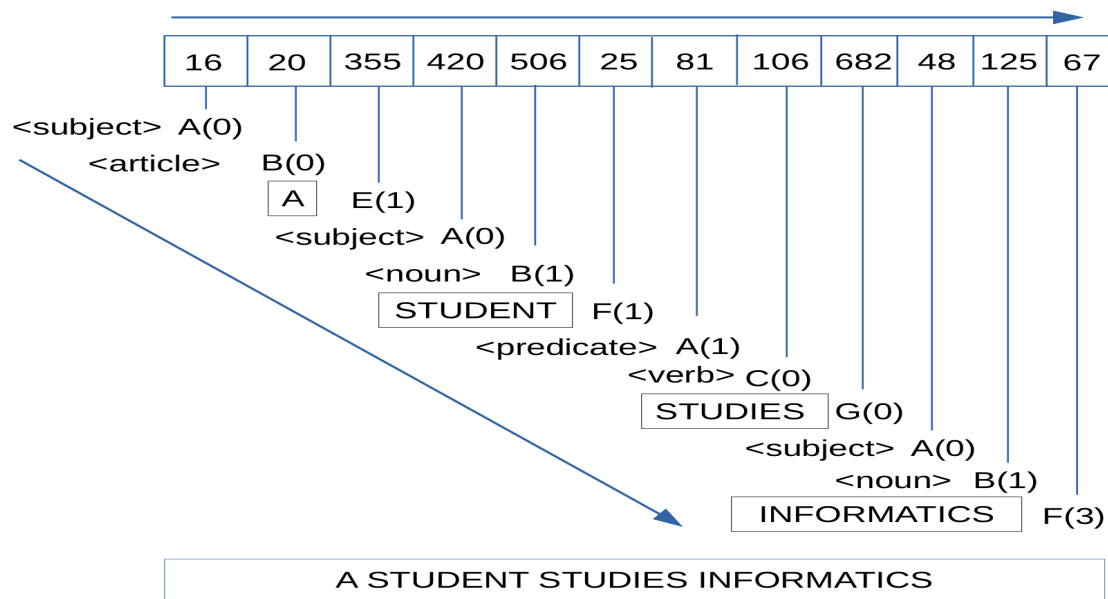 16 20 355 420 506 25 81 106 682 48 125 67
<subject> A(0)
<article> B(0)
A E(1)
<subject> A(0)
<noun> B(1)
STUDENT F(1)
<predicate> A(1)
<verb> C(0)
STUDIES G(0)
<subject> A(0)
<noun> B(1)
INFORMATICS F(3)
A STUDENT STUDIES INFORMATICS